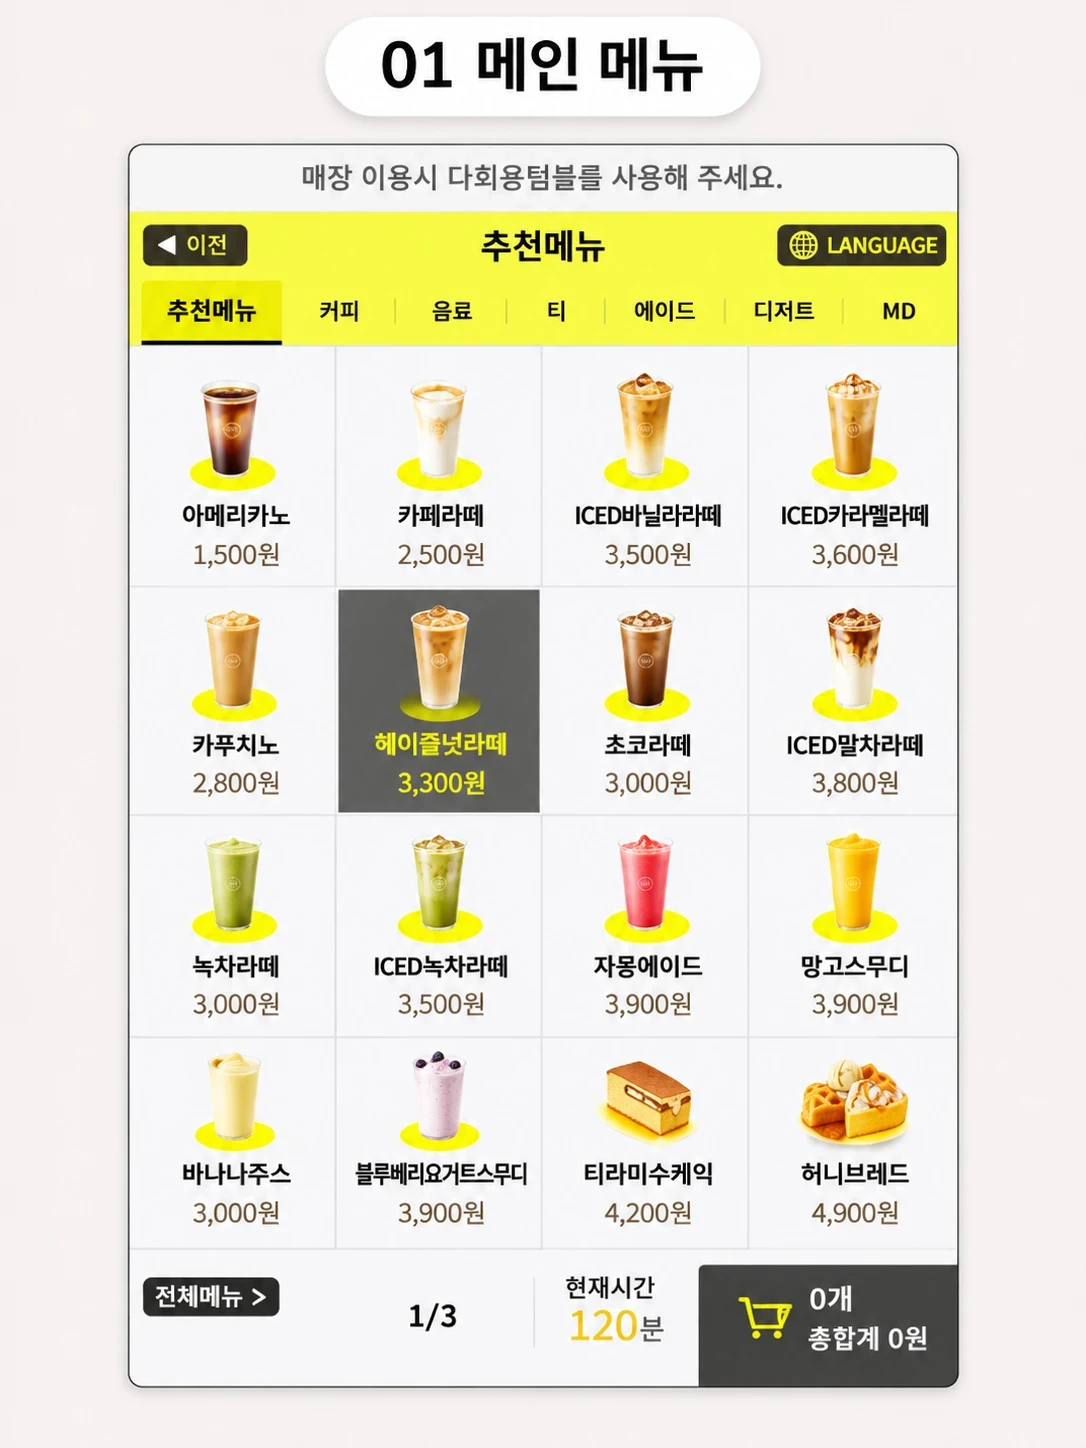 01 메인 메뉴
매장 이용시 다회용텀블를 사용해 주세요.
◀ 이전
추천메뉴
LANGUAGE
추천메뉴
커피
음료
티
에이드
디저트
MD
아메리카노
1,500원
카페라떼
2,500원
ICED바닐라라떼
3,500원
ICED카라멜라떼
3,600원
카푸치노
2,800원
헤이즐넛라떼
3,300원
초코라떼
3,000원
ICED말차라떼
3,800원
녹차라떼
3,000원
ICED녹차라떼
3,500원
자몽에이드
3,900원
망고스무디
3,900원
바나나주스
3,000원
블루베리요거트스무디
3,900원
티라미수케익
4,200원
허니브레드
4,900원
전체메뉴 >
1/3
현재시간
120분
0개
총합계 0원